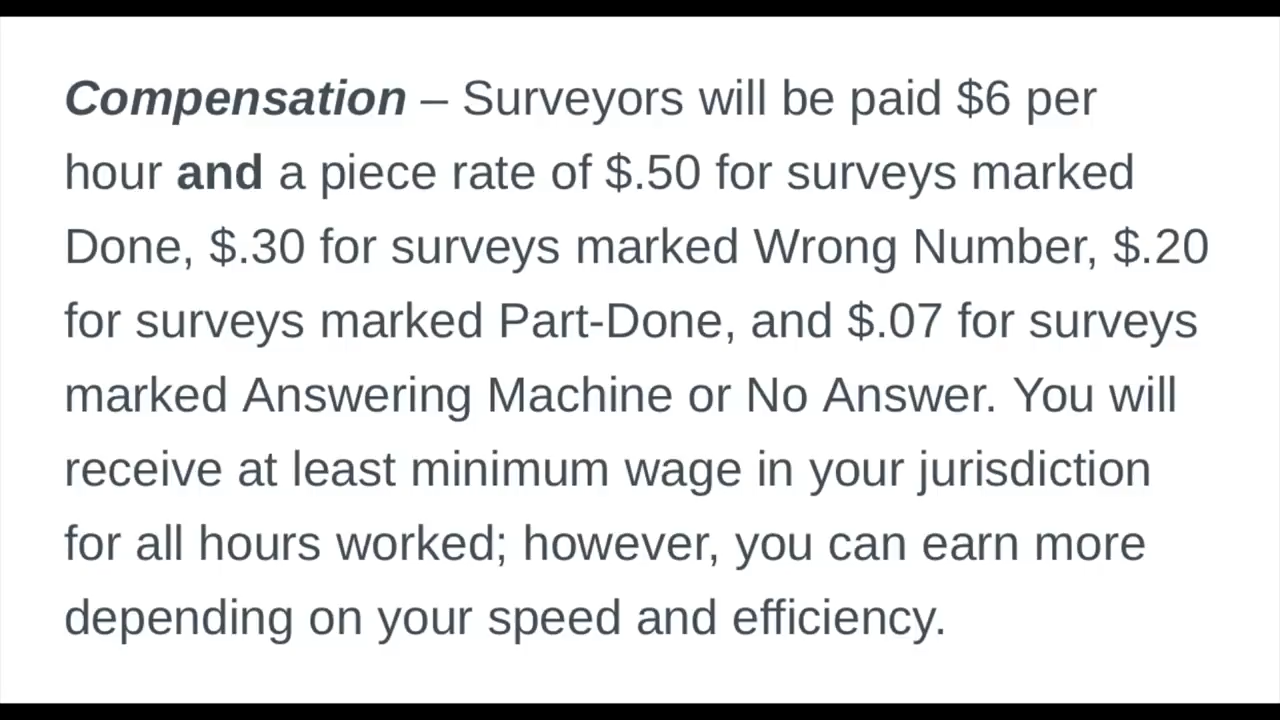 Compensation – Surveyors will be paid $6 per
hour and a piece rate of $.50 for surveys marked
Done, $.30 for surveys marked Wrong Number, $.20
for surveys marked Part-Done, and $.07 for surveys
marked Answering Machine or No Answer. You will
receive at least minimum wage in your jurisdiction
for all hours worked; however, you can earn more
depending on your speed and efficiency.